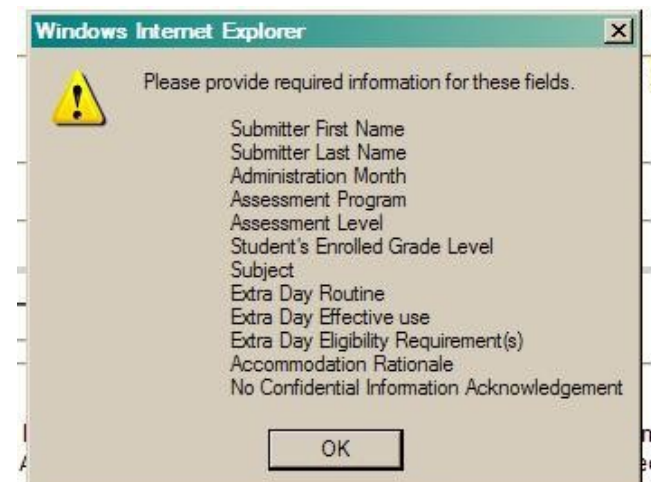 Windows Internet Explorer
Please provide required information for these fields.
Submitter First Name
Submitter Last Name
Administration Month
Assessment Program
Assessment Level
Student's Enrolled Grade Level
Subject
Extra Day Routine
Extra Day Effective use
Extra Day Eligibility Requirement(s)
Accommodation Rationale
No Confidential Information Acknowledgement
OK